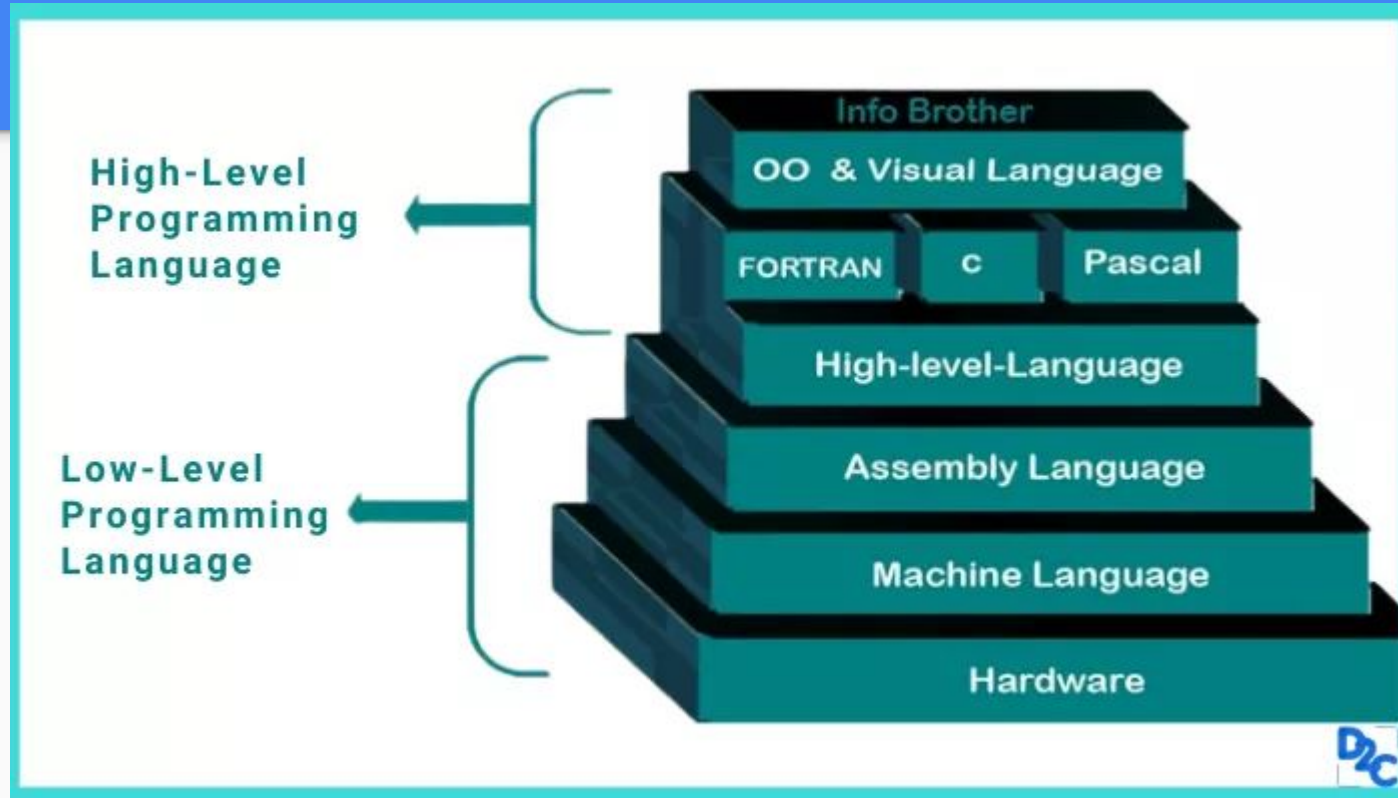 Info Brother
OO & Visual Language
High-Level
Programming
Language
FORTRAN C Pascal
High-level-Language
Low-Level
Programming
Language
Assembly Language
Machine Language
Hardware
D2C